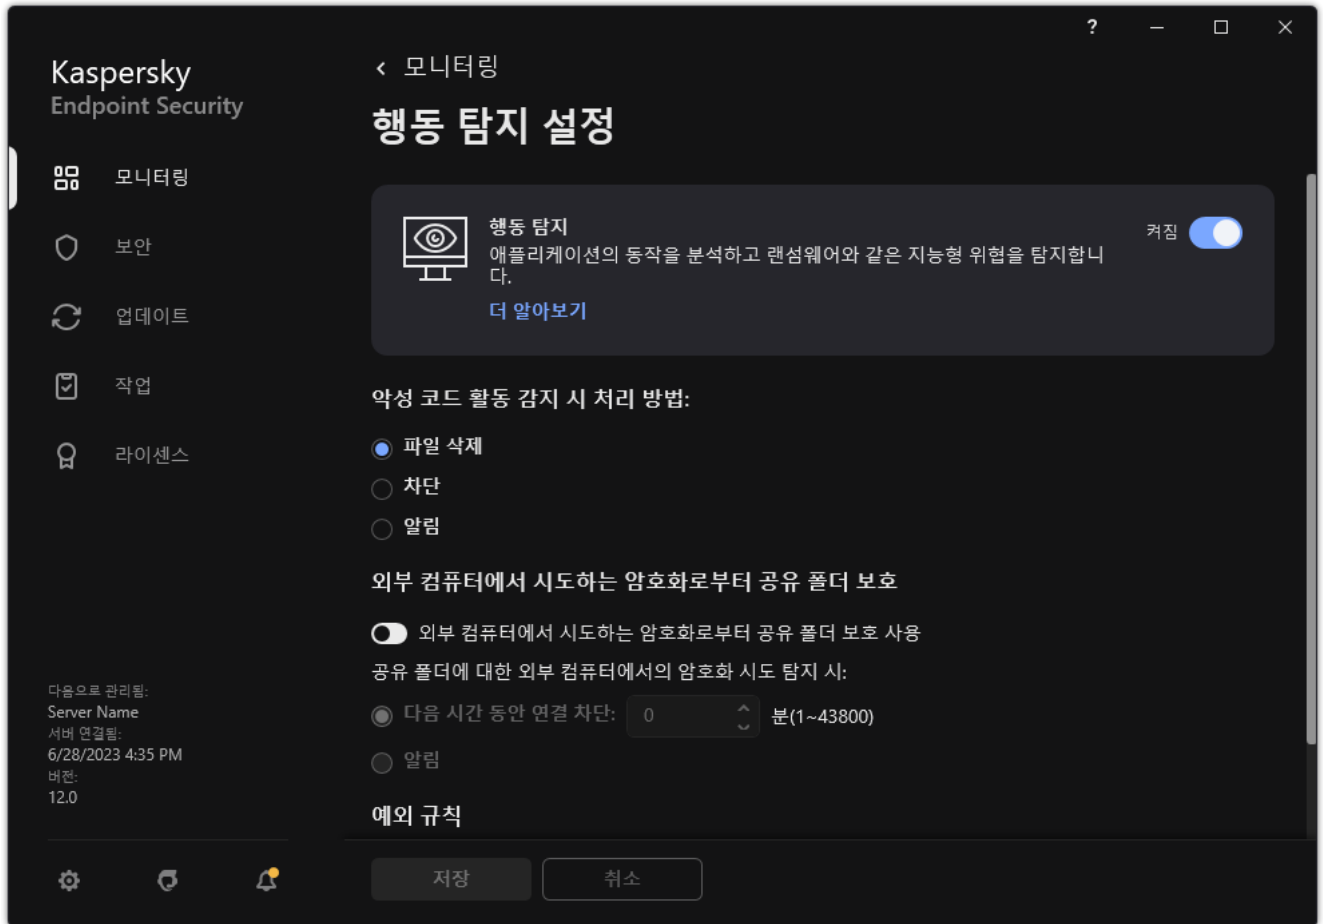 ?
Kaspersky
Endpoint Security
모니터링
보안
업데이트
작업
라이센스
다음으로 관리됨:
Server Name
서버 연결됨:
6/28/2023 4:35 PM
버전:
12.0
모니터링
행동 탐지 설정
행동 탐지
애플리케이션의 동작을 분석하고 랜섬웨어와 같은 지능형 위협을 탐지합니
다.
더 알아보기
켜짐
악성 코드 활동 감지 시 처리 방법:
파일 삭제
차단
알림
외부 컴퓨터에서 시도하는 암호화로부터 공유 폴더 보호
외부 컴퓨터에서 시도하는 암호화로부터 공유 폴더 보호 사용
공유 폴더에 대한 외부 컴퓨터에서의 암호화 시도 탐지 시:
다음 시간 동안 연결 차단: 0 분(1~43800)
알림
예외 규칙
저장 취소